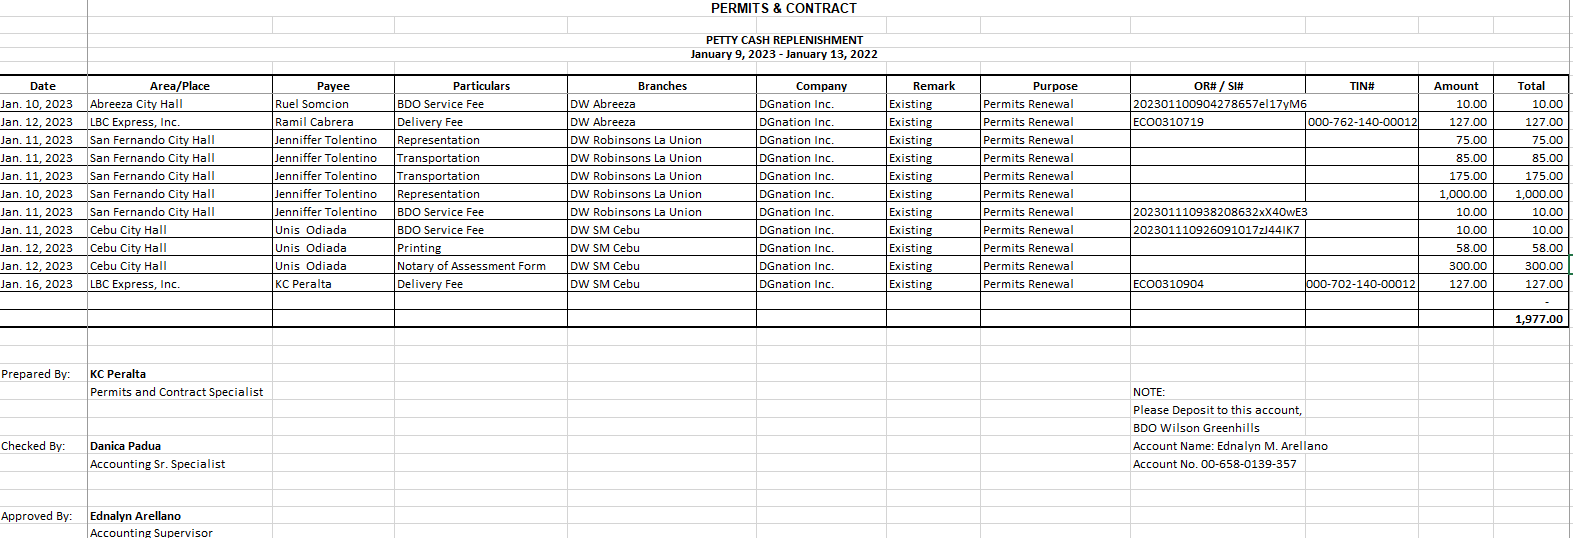 PERMITS & CONTRACT
PETTY CASH REPLENISHMENT
January 9, 2023 - January 13, 2022
Date Area/Place Payee Particulars Branches Company Remark Purpose OR# / SI# TIN# Amount Total
Jan. 10, 2023 Abreeza City Hall Ruel Somcion BDO Service Fee DW Abreeza DGnation Inc. Existing Permits Renewal 202301100904278657el17yM6 10.00 10.00
Jan. 12, 2023 LBC Express, Inc. Ramil Cabrera Delivery Fee DW Abreeza DGnation Inc. Existing Permits Renewal ECO0310719 000-762-140-00012 127.00 127.00
Jan. 11, 2023 San Fernando City Hall Jenniffer Tolentino Representation DW Robinsons La Union DGnation Inc. Existing Permits Renewal 75.00 75.00
Jan. 11, 2023 San Fernando City Hall Jenniffer Tolentino Transportation DW Robinsons La Union DGnation Inc. Existing Permits Renewal 85.00 85.00
Jan. 11, 2023 San Fernando City Hall Jenniffer Tolentino Transportation DW Robinsons La Union DGnation Inc. Existing Permits Renewal 175.00 175.00
Jan. 10, 2023 San Fernando City Hall Jenniffer Tolentino Representation DW Robinsons La Union DGnation Inc. Existing Permits Renewal 1,000.00 1,000.00
Jan. 11, 2023 San Fernando City Hall Jenniffer Tolentino BDO Service Fee DW Robinsons La Union DGnation Inc. Existing Permits Renewal 202301110938208632xX40wE3 10.00 10.00
Jan. 11, 2023 Cebu City Hall Unis Odiada BDO Service Fee DW SM Cebu DGnation Inc. Existing Permits Renewal 202301110926091017zJ44IK7 10.00 10.00
Jan. 12, 2023 Cebu City Hall Unis Odiada Printing DW SM Cebu DGnation Inc. Existing Permits Renewal 58.00 58.00
Jan. 12, 2023 Cebu City Hall Unis Odiada Notary of Assessment Form DW SM Cebu DGnation Inc. Existing Permits Renewal 300.00 300.00
Jan. 16, 2023 LBC Express, Inc. KC Peralta Delivery Fee DW SM Cebu DGnation Inc. Existing Permits Renewal ECO0310904 000-702-140-00012 127.00 127.00
-
1,977.00
Prepared By: KC Peralta
Permits and Contract Specialist
NOTE:
Please Deposit to this account,
BDO Wilson Greenhills
Checked By: Danica Padua
Account Name: Ednalyn M. Arellano
Accounting Sr. Specialist
Account No. 00-658-0139-357
Approved By: Ednalyn Arellano
Accounting Supervisor